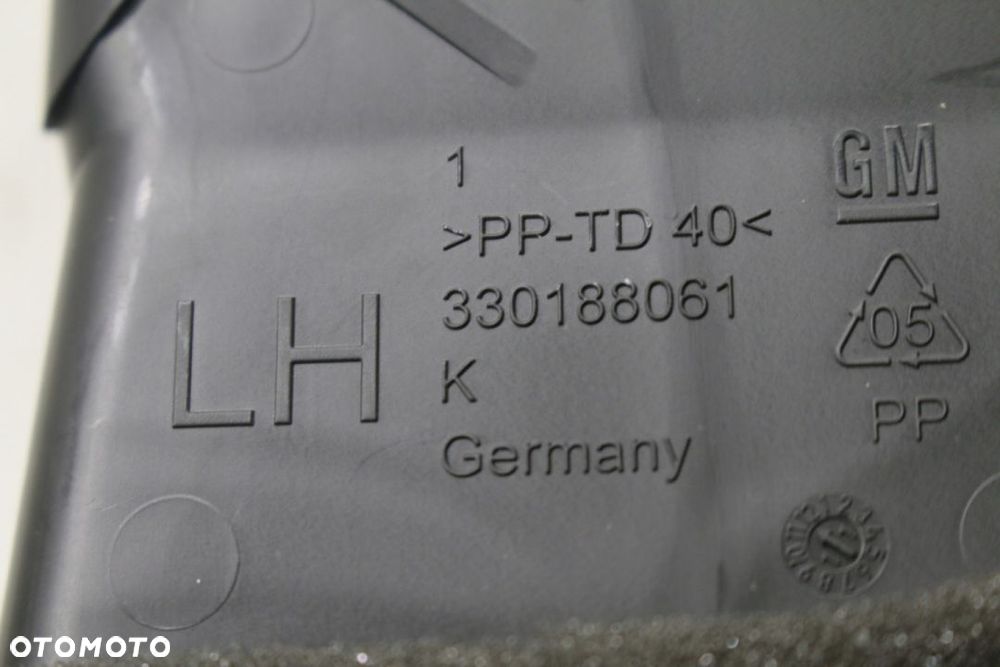 1
>PP-TD 40<
330188061
K
Germany
LH
GM
05
PP
OTOMOTO